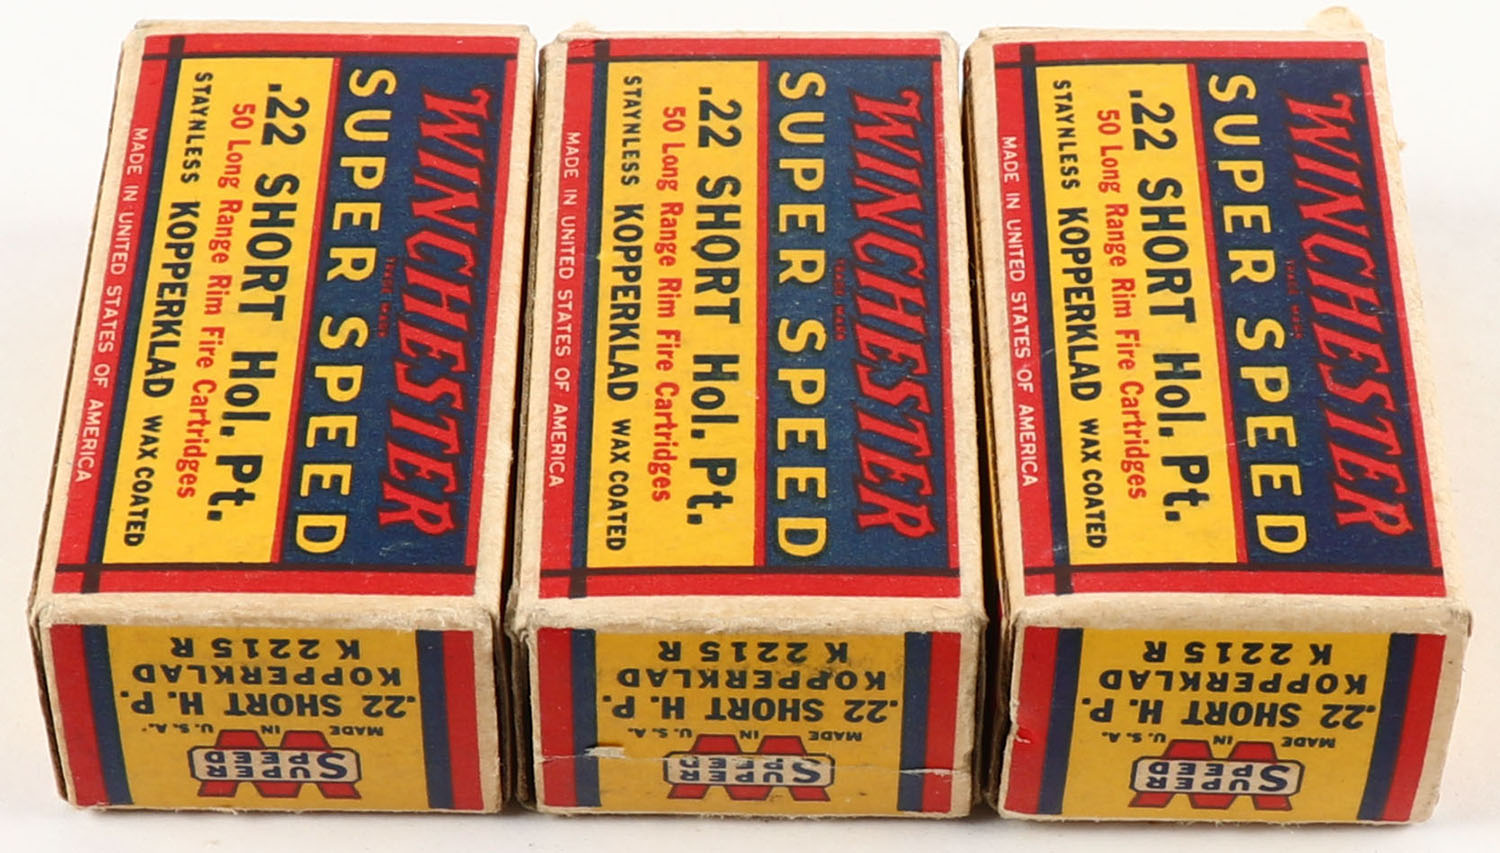 WINCHESTER
TRADE MARK
SUPER SPEED
.22 SHORT Hol. Pt.
50 Long Range Rim Fire Cartridges
STAYNLESS KOPPERKLAD WAX COATED
MADE IN UNITED STATES OF AMERICA
SUPER
SPEED
MADE IN U.S.A.
.22 SHORT H. P.
KOPPERKLAD
K 2215 R
WINCHESTER
TRADE MARK
SUPER SPEED
.22 SHORT Hol. Pt.
50 Long Range Rim Fire Cartridges
STAYNLESS KOPPERKLAD WAX COATED
MADE IN UNITED STATES OF AMERICA
SUPER
SPEED
MADE IN U.S.A.
.22 SHORT H. P.
KOPPERKLAD
K 2215 R
WINCHESTER
TRADE MARK
SUPER SPEED
.22 SHORT Hol. Pt.
50 Long Range Rim Fire Cartridges
STAYNLESS KOPPERKLAD WAX COATED
MADE IN UNITED STATES OF AMERICA
SUPER
SPEED
MADE IN U.S.A.
.22 SHORT H. P.
KOPPERKLAD
K 2215 R